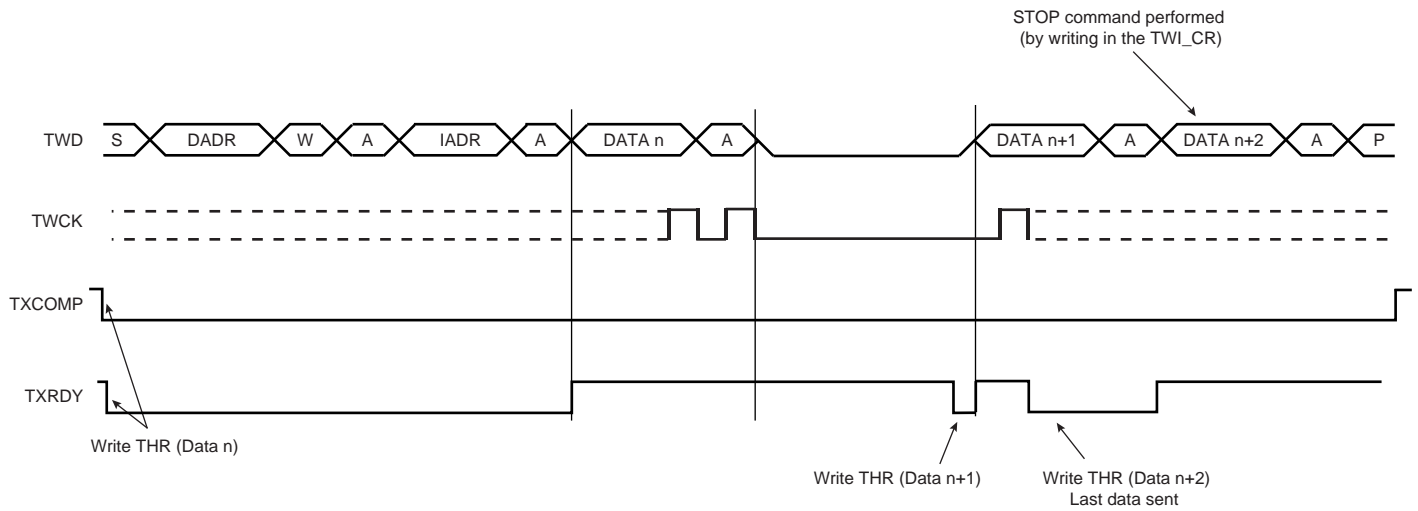 STOP command performed
(by writing in the TWI_CR)
TWD S DADR W A IADR A DATA n A DATA n+1 A DATA n+2 A P
TWCK
TXCOMP
TXRDY
Write THR (Data n)
Write THR (Data n+1)
Write THR (Data n+2)
Last data sent